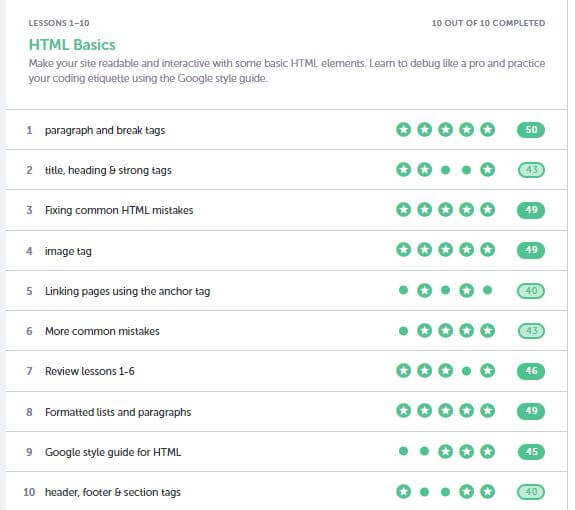 LESSONS 1–10 10 OUT OF 10 COMPLETED
HTML Basics
Make your site readable and interactive with some basic HTML elements. Learn to debug like a pro and practice
your coding etiquette using the Google style guide.
1 paragraph and break tags 50
2 title, heading & strong tags 43
3 Fixing common HTML mistakes 49
4 image tag 49
5 Linking pages using the anchor tag 40
6 More common mistakes 43
7 Review lessons 1-6 46
8 Formatted lists and paragraphs 49
9 Google style guide for HTML 45
10 header, footer & section tags 40